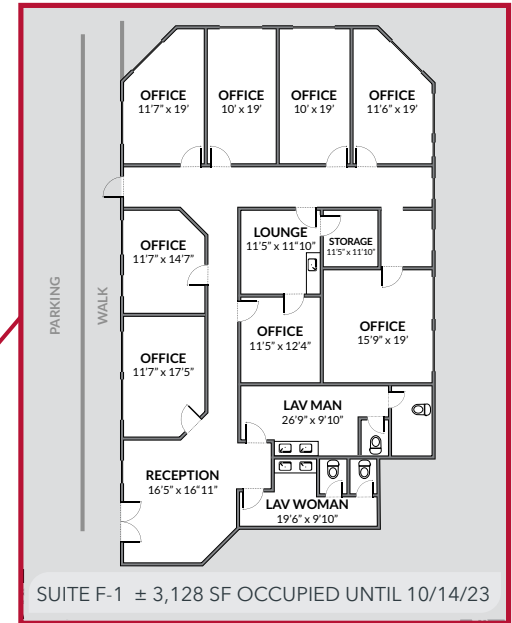 OFFICE
11'7" x 19'
OFFICE
10' x 19'
OFFICE
10' x 19'
OFFICE
11'6" x 19'
OFFICE
11'7" x 14'7"
LOUNGE
11'5" x 11"10"
STORAGE
11'5" x 11'10"
PARKING
WALK
OFFICE
11'7" x 17'5"
OFFICE
11'5" x 12'4"
OFFICE
15'9" x 19'
LAV MAN
26'9" x 9'10"
RECEPTION
16'5" x 16"11"
LAV WOMAN
19'6" x 9'10"
SUITE F-1 ± 3,128 SF OCCUPIED UNTIL 10/14/23